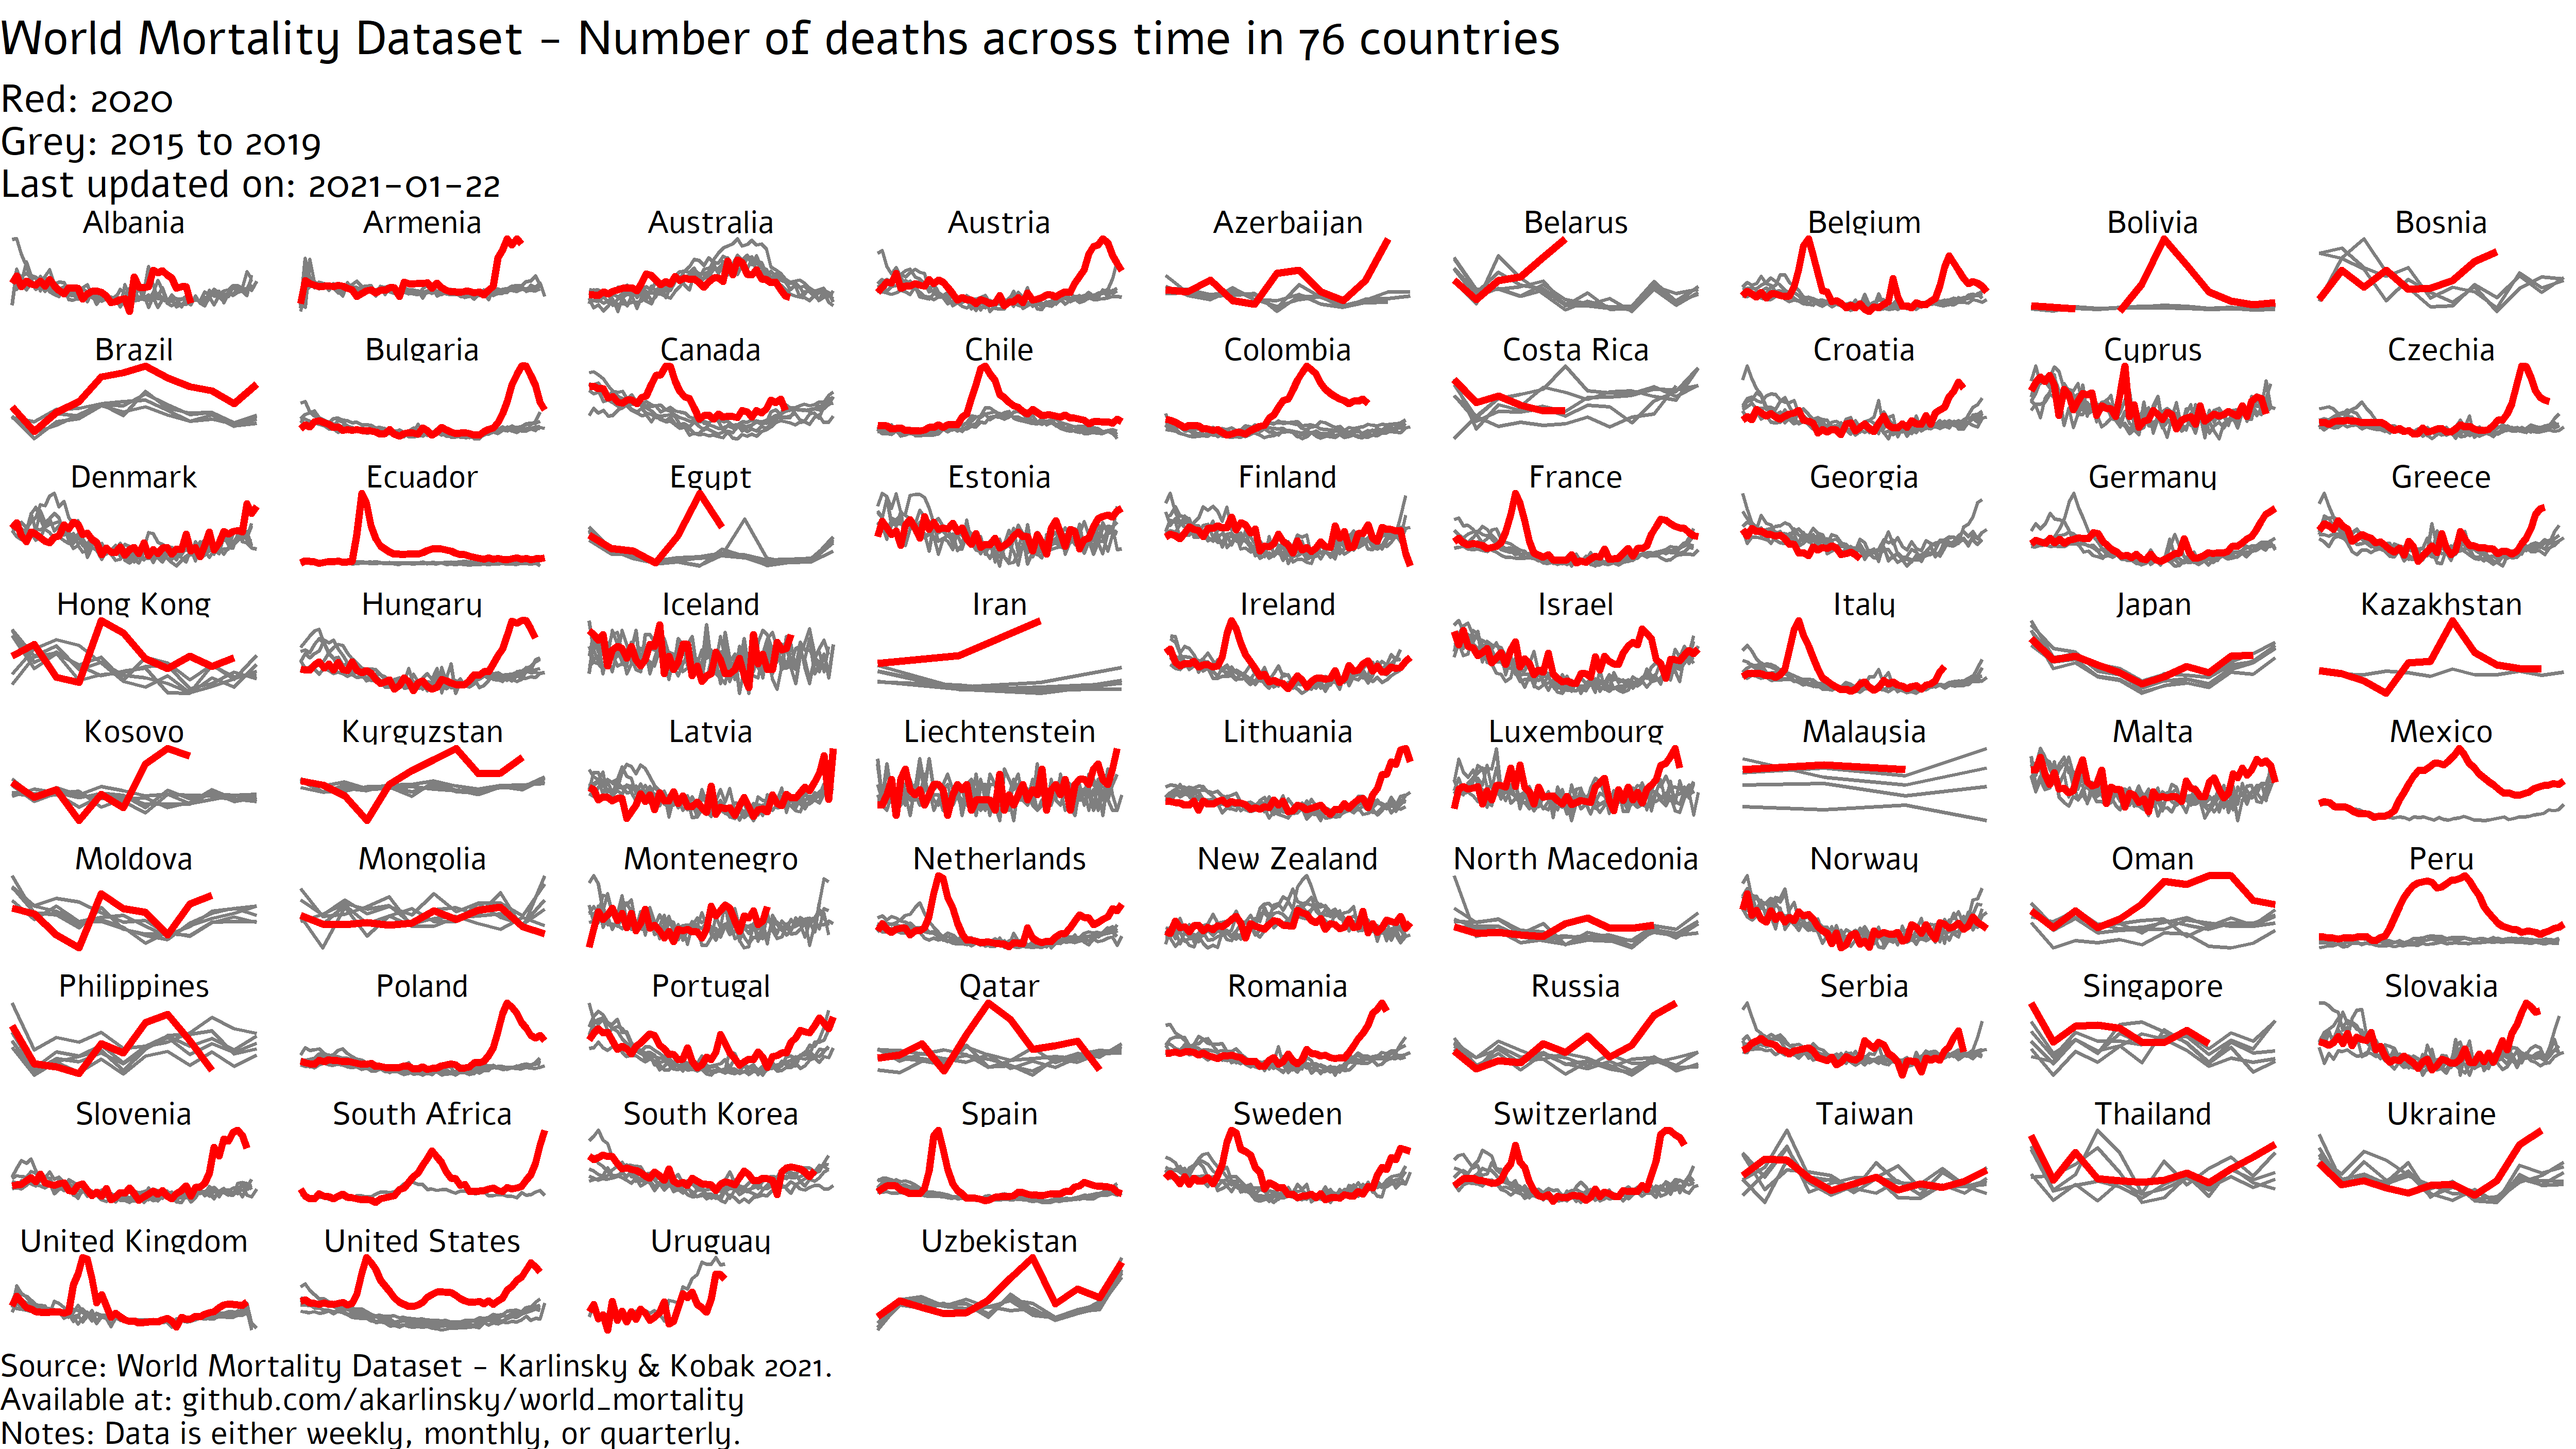 World Mortality Dataset - Number of deaths across time in 76 countries
Red: 2020
Grey: 2015 to 2019
Last updated on: 2021-01-22
Albania Armenia Australia Austria Azerbaijan Belarus Belgium Bolivia Bosnia
Brazil Bulgaria Canada Chile Colombia Costa Rica Croatia Cyprus Czechia
Denmark Ecuador Egypt Estonia Finland France Georgia Germany Greece
Hong Kong Hungary Iceland Iran Ireland Israel Italy Japan Kazakhstan
Kosovo Kyrgyzstan Latvia Liechtenstein Lithuania Luxembourg Malaysia Malta Mexico
Moldova Mongolia Montenegro Netherlands New Zealand North Macedonia Norway Oman Peru
Philippines Poland Portugal Qatar Romania Russia Serbia Singapore Slovakia
Slovenia South Africa South Korea Spain Sweden Switzerland Taiwan Thailand Ukraine
United Kingdom United States Uruguay Uzbekistan
Source: World Mortality Dataset - Karlinsky & Kobak 2021.
Available at: github.com/akarlinsky/world_mortality
Notes: Data is either weekly, monthly, or quarterly.